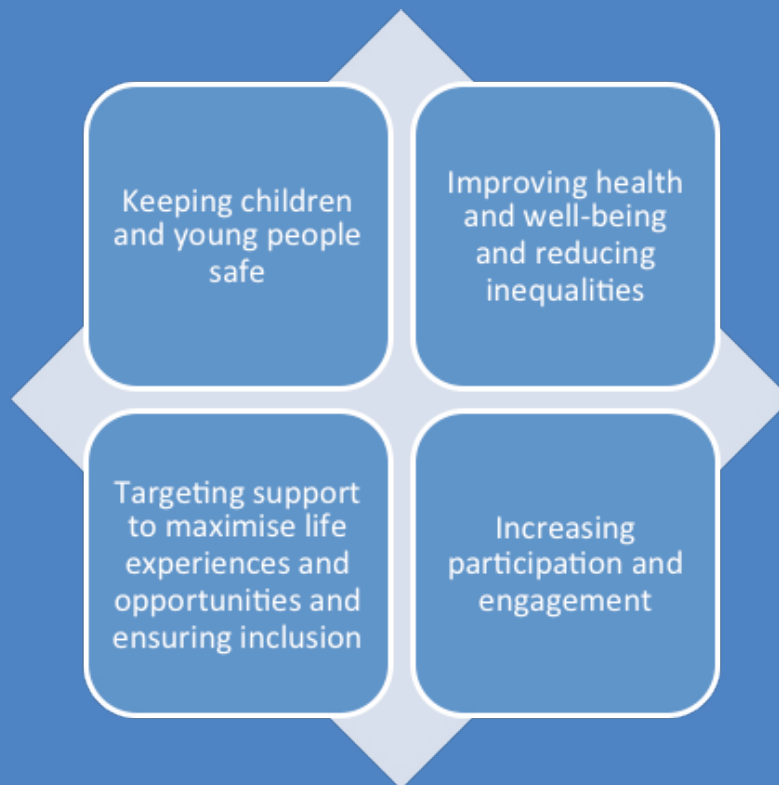 Keeping children
and young people
safe
Improving health
and well-being
and reducing
inequalities
Targeting support
to maximise life
experiences and
opportunities and
ensuring inclusion
Increasing
participation and
engagement